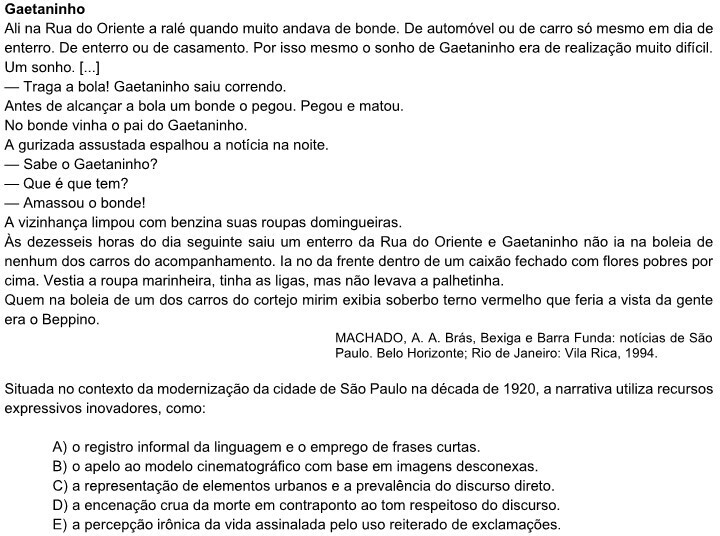 Gaetaninho
Ali na Rua do Oriente a ralé quando muito andava de bonde. De automóvel ou de carro só mesmo em dia de
enterro. De enterro ou de casamento. Por isso mesmo o sonho de Gaetaninho era de realização muito difícil.
Um sonho. [...]
— Traga a bola! Gaetaninho saiu correndo.
Antes de alcançar a bola um bonde o pegou. Pegou e matou.
No bonde vinha o pai do Gaetaninho.
A gurizada assustada espalhou a notícia na noite.
— Sabe o Gaetaninho?
— Que é que tem?
— Amassou o bonde!
A vizinhança limpou com benzina suas roupas domingueiras.
Às dezesseis horas do dia seguinte saiu um enterro da Rua do Oriente e Gaetaninho não ia na boleia de
nenhum dos carros do acompanhamento. Ia no da frente dentro de um caixão fechado com flores pobres por
cima. Vestia a roupa marinheira, tinha as ligas, mas não levava a palhetinha.
Quem na boleia de um dos carros do cortejo mirim exibia soberbo terno vermelho que feria a vista da gente
era o Beppino.
MACHADO, A. A. Brás, Bexiga e Barra Funda: notícias de São
Paulo. Belo Horizonte; Rio de Janeiro: Vila Rica, 1994.
Situada no contexto da modernização da cidade de São Paulo na década de 1920, a narrativa utiliza recursos
expressivos inovadores, como:
A) o registro informal da linguagem e o emprego de frases curtas.
B) o apelo ao modelo cinematográfico com base em imagens desconexas.
C) a representação de elementos urbanos e a prevalência do discurso direto.
D) a encenação crua da morte em contraponto ao tom respeitoso do discurso.
E) a percepção irônica da vida assinalada pelo uso reiterado de exclamações.